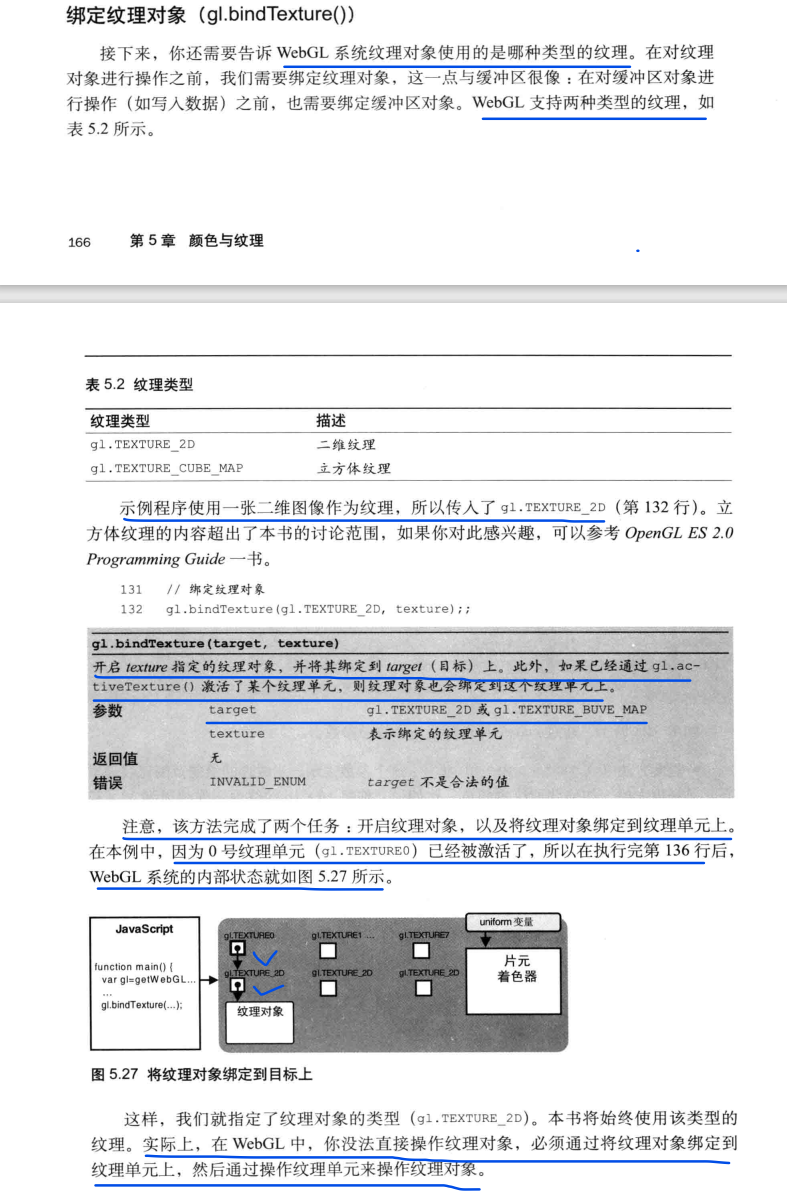 绑定纹理对象（gl.bindTexture()）
接下来，你还需要告诉 WebGL 系统纹理对象使用的是哪种类型的纹理。在对纹理
对象进行操作之前，我们需要绑定纹理对象，这一点与缓冲区很像：在对缓冲区对象进
行操作（如写入数据）之前，也需要绑定缓冲区对象。WebGL 支持两种类型的纹理，如
表 5.2 所示。
166 第 5 章 颜色与纹理
表 5.2 纹理类型
纹理类型 描述
gl.TEXTURE_2D 二维纹理
gl.TEXTURE_CUBE_MAP 立方体纹理
示例程序使用一张二维图像作为纹理，所以传入了 gl.TEXTURE_2D（第 132 行）。立
方体纹理的内容超出了本书的讨论范围，如果你对此感兴趣，可以参考 OpenGL ES 2.0
Programming Guide 一书。
131 // 绑定纹理对象
132 gl.bindTexture(gl.TEXTURE_2D, texture);;
gl.bindTexture(target, texture)
开启 texture 指定的纹理对象，并将其绑定到 target（目标）上。此外，如果已经通过 gl.ac-
tiveTexture() 激活了某个纹理单元，则纹理对象也会绑定到这个纹理单元上。
参数 target gl.TEXTURE_2D 或 gl.TEXTURE_BUVE_MAP
texture 表示绑定的纹理单元
返回值 无
错误 INVALID_ENUM target 不是合法的值
注意，该方法完成了两个任务：开启纹理对象，以及将纹理对象绑定到纹理单元上。
在本例中，因为 0 号纹理单元（gl.TEXTURE0）已经被激活了，所以在执行完第 136 行后，
WebGL 系统的内部状态就如图 5.27 所示。
JavaScript
function main() {
var gl=getWebGL...
...
gl.bindTexture(...);
gl.TEXTURE0 gl.TEXTURE1 ... gl.TEXTURE7
gl.TEXTURE_2D gl.TEXTURE_2D gl.TEXTURE_2D
纹理对象
uniform 变量
片元
着色器
图 5.27 将纹理对象绑定到目标上
这样，我们就指定了纹理对象的类型（gl.TEXTURE_2D）。本书将始终使用该类型的
纹理。实际上，在 WebGL 中，你没法直接操作纹理对象，必须通过将纹理对象绑定到
纹理单元上，然后通过操作纹理单元来操作纹理对象。